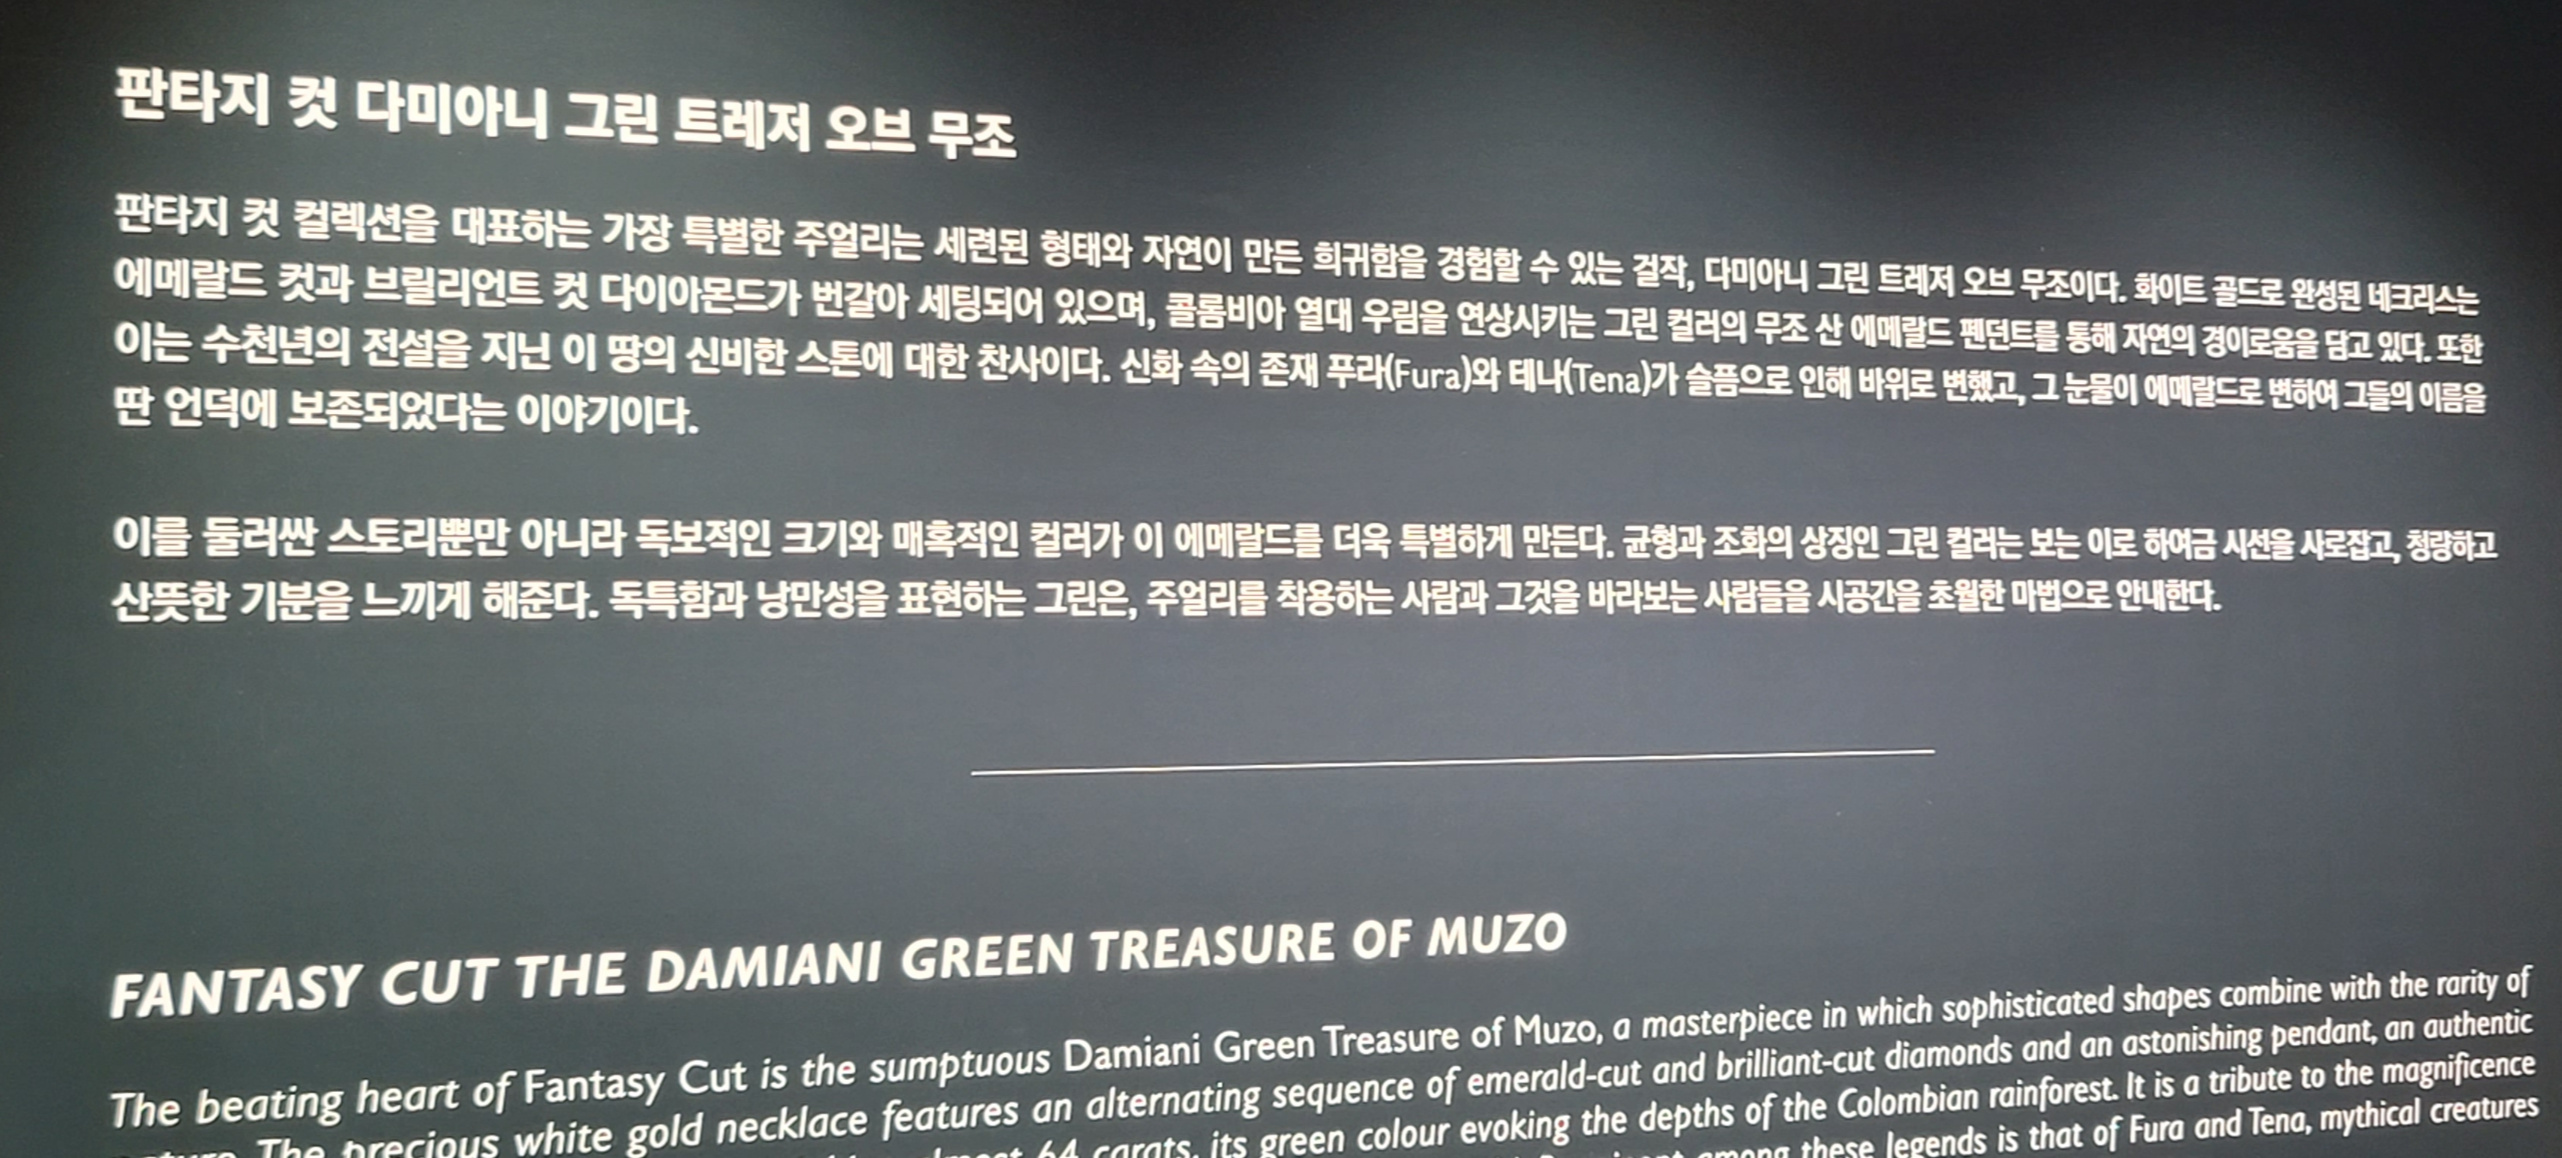 판타지 컷 다미아니 그린 트레저 오브 무조
판타지 컷 컬렉션을 대표하는 가장 특별한 주얼리는 세련된 형태와 자연이 만든 희귀함을 경험할 수 있는 걸작, 다미아니 그린 트레저 오브 무조이다. 화이트 골드로 완성된 네크리스는
에메랄드 컷과 브릴리언트 컷 다이아몬드가 번갈아 세팅되어 있으며, 콜롬비아 열대 우림을 연상시키는 그린 컬러의 무조 산 에메랄드 펜던트를 통해 자연의 경이로움을 담고 있다. 또한
이는 수천년의 전설을 지닌 이 땅의 신비한 스톤에 대한 찬사이다. 신화 속의 존재 푸라(Fura)와 테나(Tena)가 슬픔으로 인해 바위로 변했고, 그 눈물이 에메랄드로 변하여 그들의 이름을
딴 언덕에 보존되었다는 이야기이다.
이를 둘러싼 스토리뿐만 아니라 독보적인 크기와 매혹적인 컬러가 이 에메랄드를 더욱 특별하게 만든다. 균형과 조화의 상징인 그린 컬러는 보는 이로 하여금 시선을 사로잡고, 청량하고
산뜻한 기분을 느끼게 해준다. 독특함과 낭만성을 표현하는 그린은, 주얼리를 착용하는 사람과 그것을 바라보는 사람들을 시공간을 초월한 마법으로 안내한다.
FANTASY CUT THE DAMIANI GREEN TREASURE OF MUZO
The beating heart of Fantasy Cut is the sumptuous Damiani Green Treasure of Muzo, a masterpiece in which sophisticated shapes combine with the rarity of
The precious white gold necklace features an alternating sequence of emerald-cut and brilliant-cut diamonds and an astonishing pendant, an authentic
64 carats, its green colour evoking the depths of the Colombian rainforest. It is a tribute to the magnificence
among these legends is that of Fura and Tena, mythical creatures